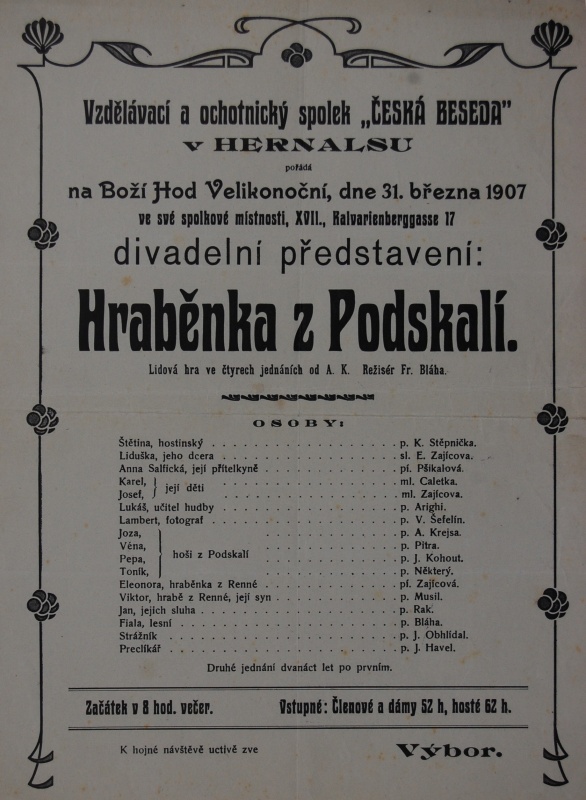 Vzdělávací a ochotnický spolek „ČESKÁ BESEDA”
v HERNALSU
pořádá
na Boží Hod Velikonoční, dne 31. března 1907
ve své spolkové místnosti, XVII., Kalvarienberggasse 17
divadelní představení:
Hraběnka z Podskalí.
Lidová hra ve čtyrech jednáních od A. K. Režisér Fr. Bláha.
OSOBY:
Štětina, hostinský . . . . . . . . . . . . . . . . . . p. K. Stěpnička.
Liduška, jeho dcera . . . . . . . . . . . . . . . . . sl. E. Zajícova.
Anna Salfická, její přítelkyně . . . . . . . . . . . . . pí. Pšikalová.
Karel, } její děti . . . . . . . . . . . . . . . . ml. Caletka.
Josef, } . . . . . . . . . . . . . . . . ml. Zajícova.
Lukáš, učitel hudby . . . . . . . . . . . . . . . . . p. Arighi.
Lambert, fotograf . . . . . . . . . . . . . . . . . . p. V. Šefelín.
Joza, } . . . . . . . . . . . . p. A. Krejsa.
Véna, } hoši z Podskalí . . . . . . . . . . . . p. Pitra.
Pepa, } . . . . . . . . . . . . p. J. Kohout.
Toník, } . . . . . . . . . . . . p. Některý.
Eleonora, hraběnka z Renné . . . . . . . . . . . . . pí. Zajícová.
Viktor, hrabě z Renné, její syn . . . . . . . . . . . . p. Musil.
Jan, jejich sluha . . . . . . . . . . . . . . . . . . p. Rak.
Fiala, lesní . . . . . . . . . . . . . . . . . . . . p. Bláha.
Strážník . . . . . . . . . . . . . . . . . . . . . p. J. Obhlídal.
Preclíkář . . . . . . . . . . . . . . . . . . . . . p. J. Havel.
Druhé jednání dvanáct let po prvním.
Začátek v 8 hod. večer. Vstupné: Členové a dámy 52 h, hosté 62 h.
K hojné návštěvě uctivě zve Výbor.